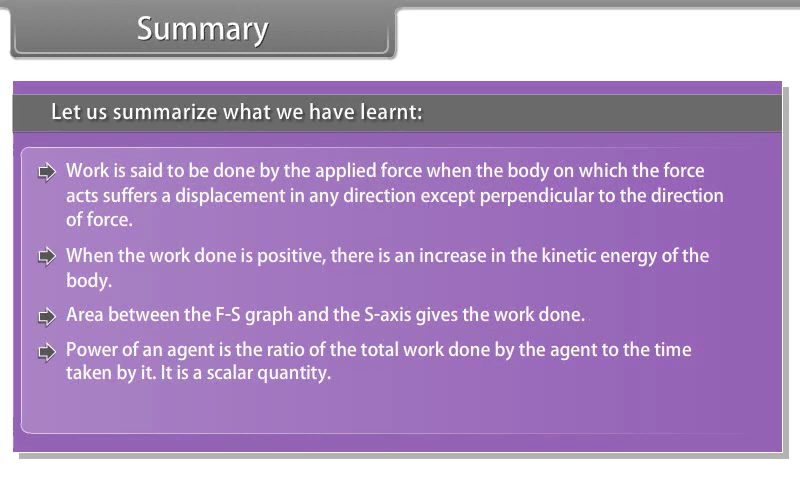 Summary
Let us summarize what we have learnt:
Work is said to be done by the applied force when the body on which the force
acts suffers a displacement in any direction except perpendicular to the direction
of force.
When the work done is positive, there is an increase in the kinetic energy of the
body.
Area between the F-S graph and the S-axis gives the work done.
Power of an agent is the ratio of the total work done by the agent to the time
taken by it. It is a scalar quantity.